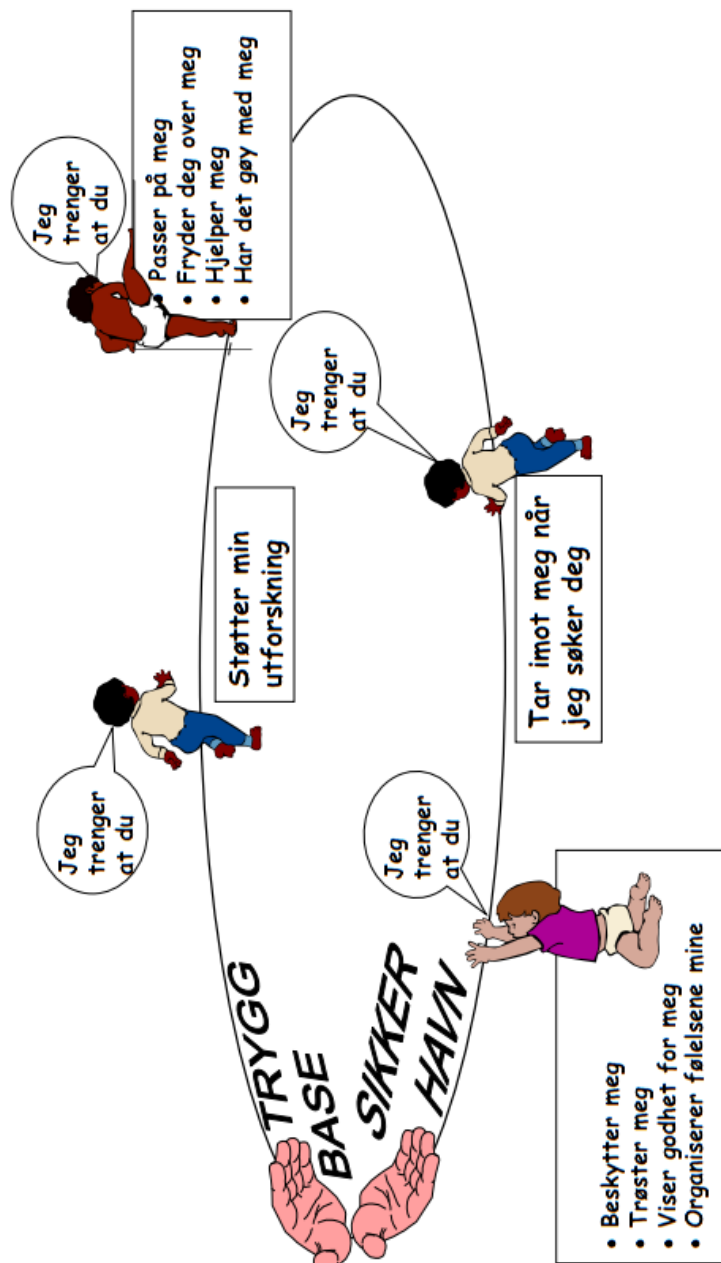 Jeg
trenger
at du
Støtter min
utforskning
Jeg
trenger
at du
• Passer på meg
• Fryder deg over meg
• Hjelper meg
• Har det gøy med meg
TRYGG
BASE
SIKKER
HAVN
Jeg
trenger
at du
Tar imot meg når
jeg søker deg
Jeg
trenger
at du
• Beskytter meg
• Trøster meg
• Viser godhet for meg
• Organiserer følelsene mine